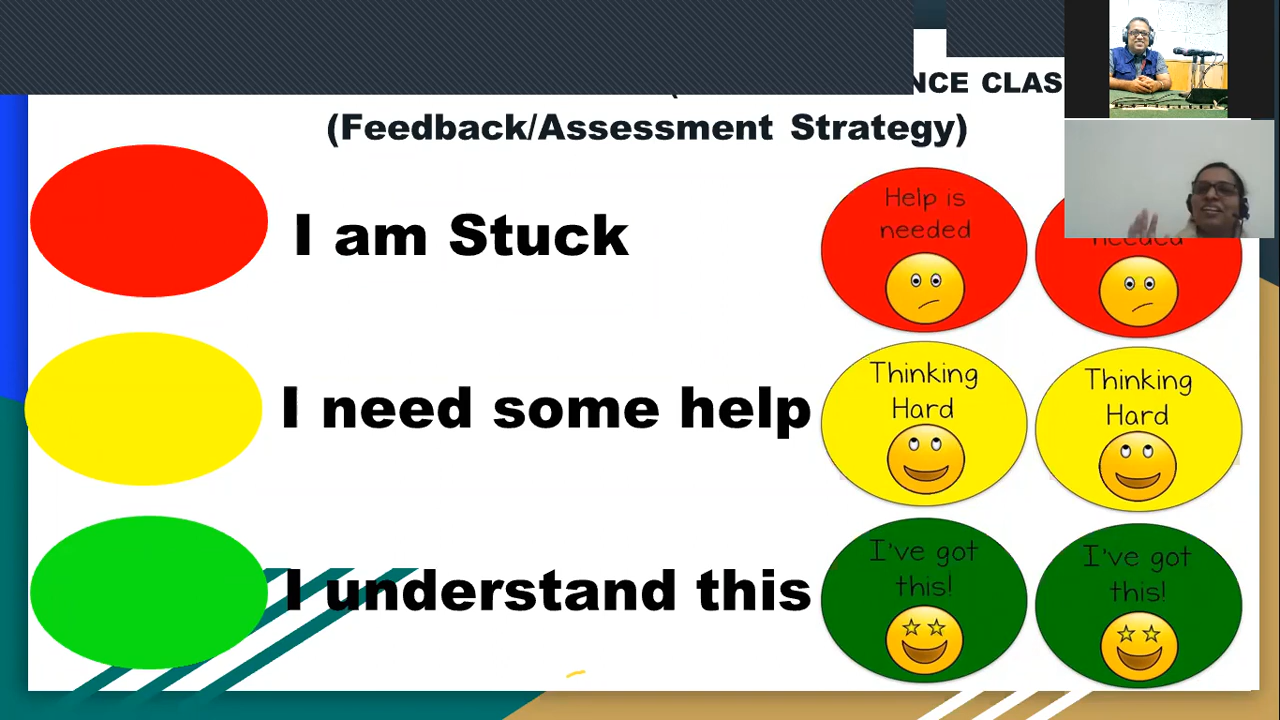 NCE CLAS
(Feedback/Assessment Strategy)
I am Stuck
Help is
needed
needed
I need some help
Thinking
Hard
Thinking
Hard
I understand this
I've got
this!
I've got
this!